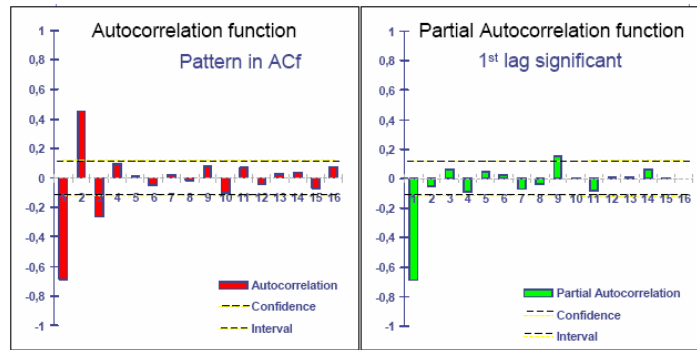 Autocorrelation function
Pattern in ACf
1
0,8
0,6
0,4
0,2
0
-0,2
-0,4
-0,6
-0,8
-1
1 2 3 4 5 6 7 8 9 10 11 12 13 14 15 16
Autocorrelation
Confidence
Interval
Partial Autocorrelation function
1st lag significant
1
0,8
0,6
0,4
0,2
0
-0,2
-0,4
-0,6
-0,8
-1
1 2 3 4 5 6 7 8 9 10 11 12 13 14 15 16
Partial Autocorrelation
Confidence
Interval